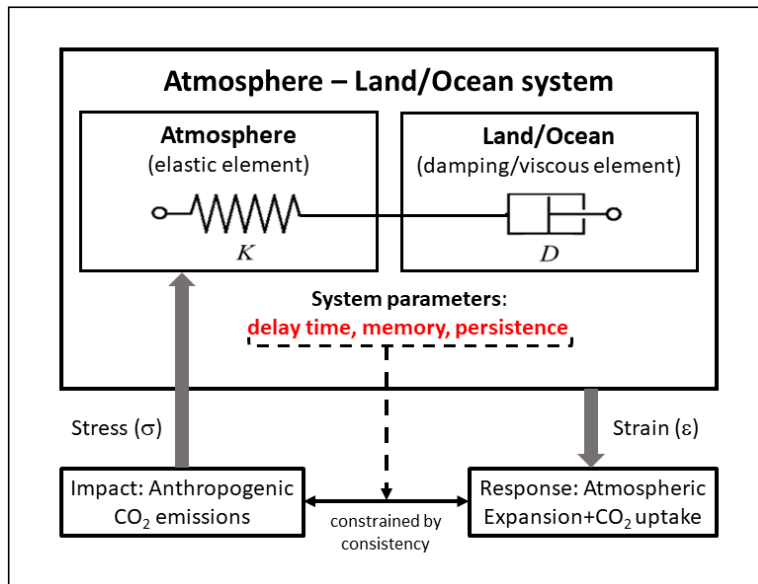 Atmosphere – Land/Ocean system
Atmosphere
(elastic element)
K
Land/Ocean
(damping/viscous element)
D
System parameters:
delay time, memory, persistence
Stress (σ)
Strain (ε)
Impact: Anthropogenic
CO₂ emissions
constrained by
consistency
Response: Atmospheric
Expansion+CO₂ uptake